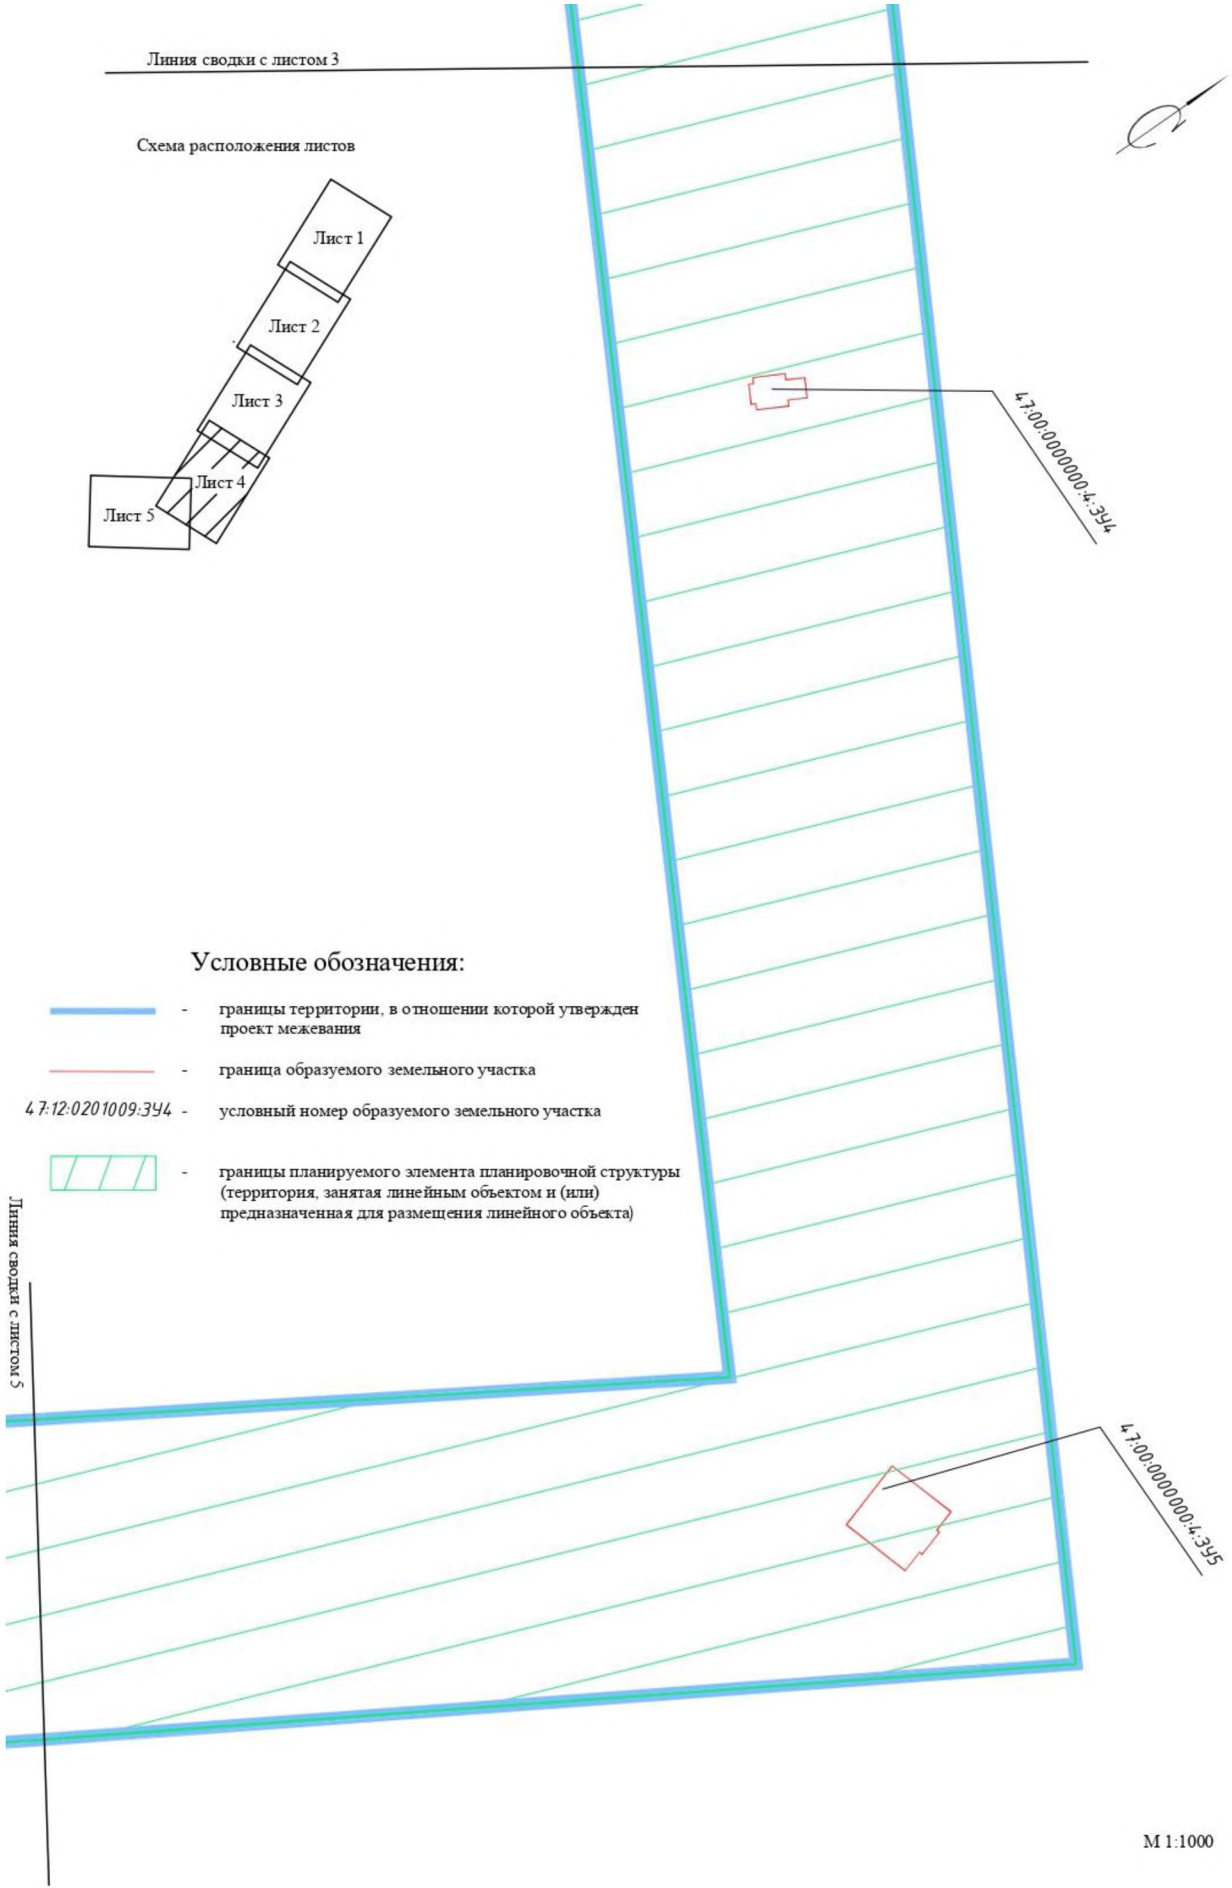 Линия сводки с листом 3
Схема расположения листов
Лист 1
Лист 2
Лист 3
Лист 4
Лист 5
47:00:0000000:4:ЗУ4
Условные обозначения:
- границы территории, в отношении которой утвержден
проект межевания
- граница образуемого земельного участка
47:12:0201009:ЗУ4 - условный номер образуемого земельного участка
- границы планируемого элемента планировочной структуры
(территория, занятая линейным объектом и (или)
предназначенная для размещения линейного объекта)
Линия сводки с листом 5
47:00:0000000:4:ЗУ5
М 1:1000